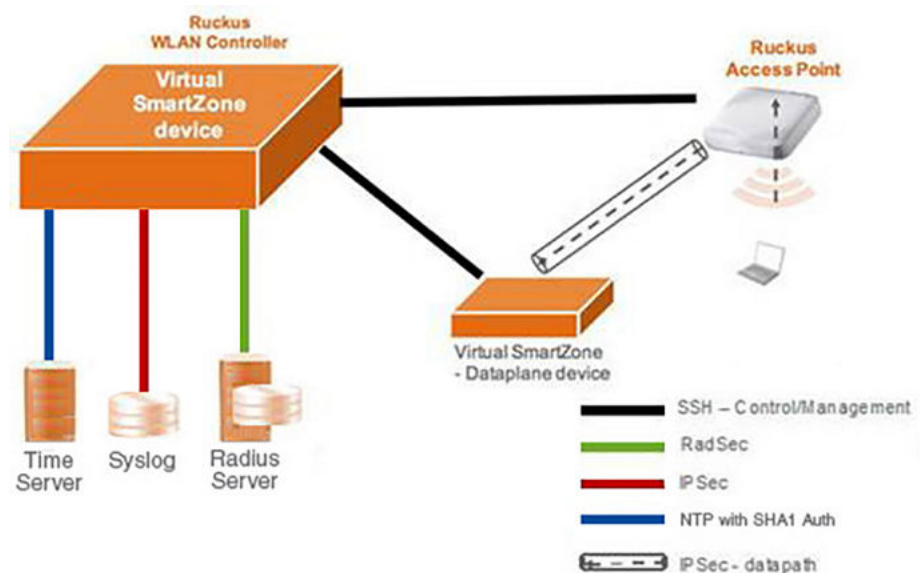 Ruckus
WLAN Controller
Virtual
SmartZone
device
Ruckus
Access Point
Virtual SmartZone
- Dataplane device
Time
Server
Syslog
Radius
Server
SSH – Control/Management
RadSec
IPSec
NTP with SHA1 Auth
IPSec - datapath